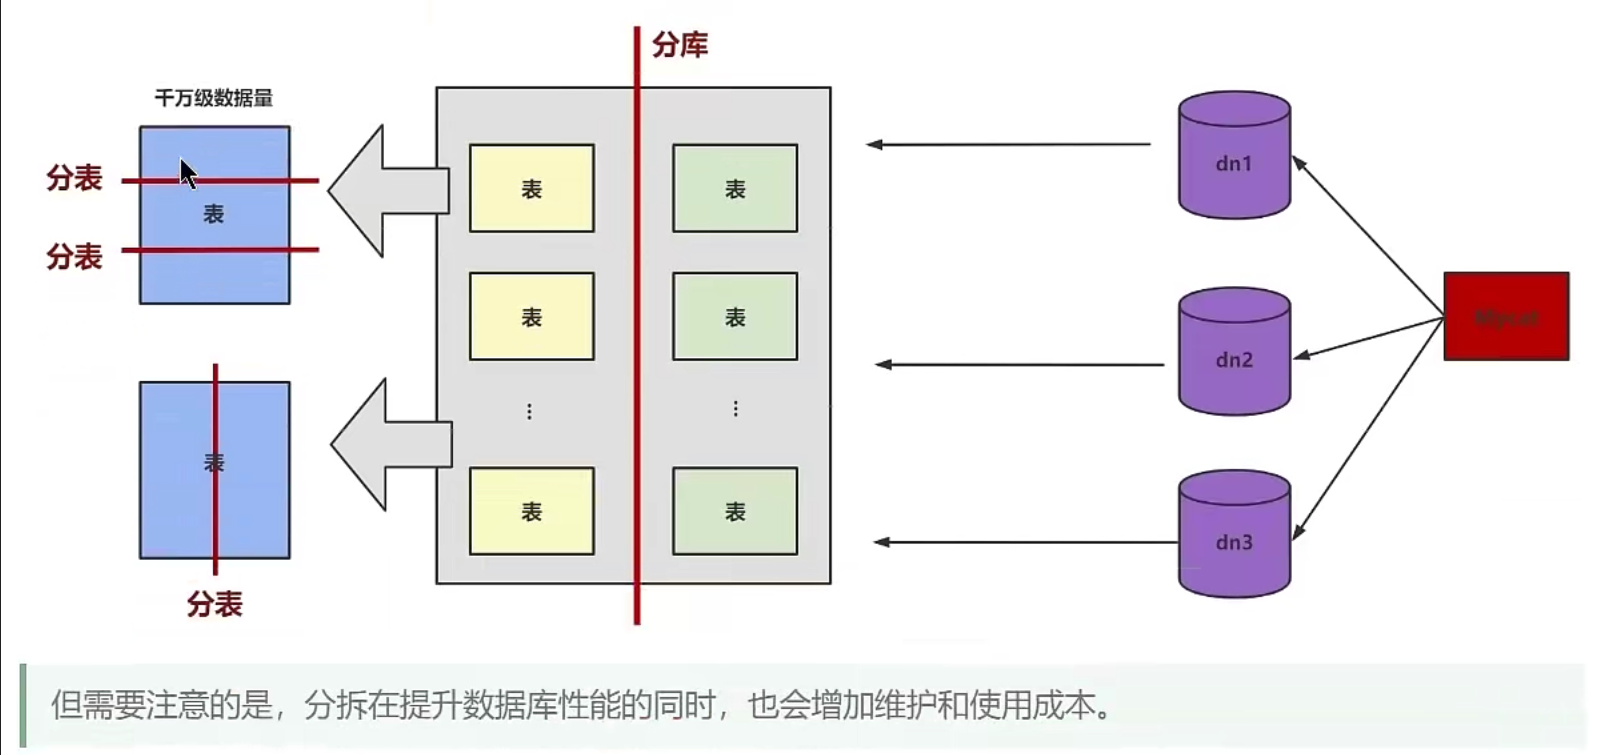 分库
千万级数据量
分表
表
分表
表
分表
表
表
表
表
⋮
⋮
表
表
dn1
dn2
dn3
Mycat
但需要注意的是，分拆在提升数据库性能的同时，也会增加维护和使用成本。